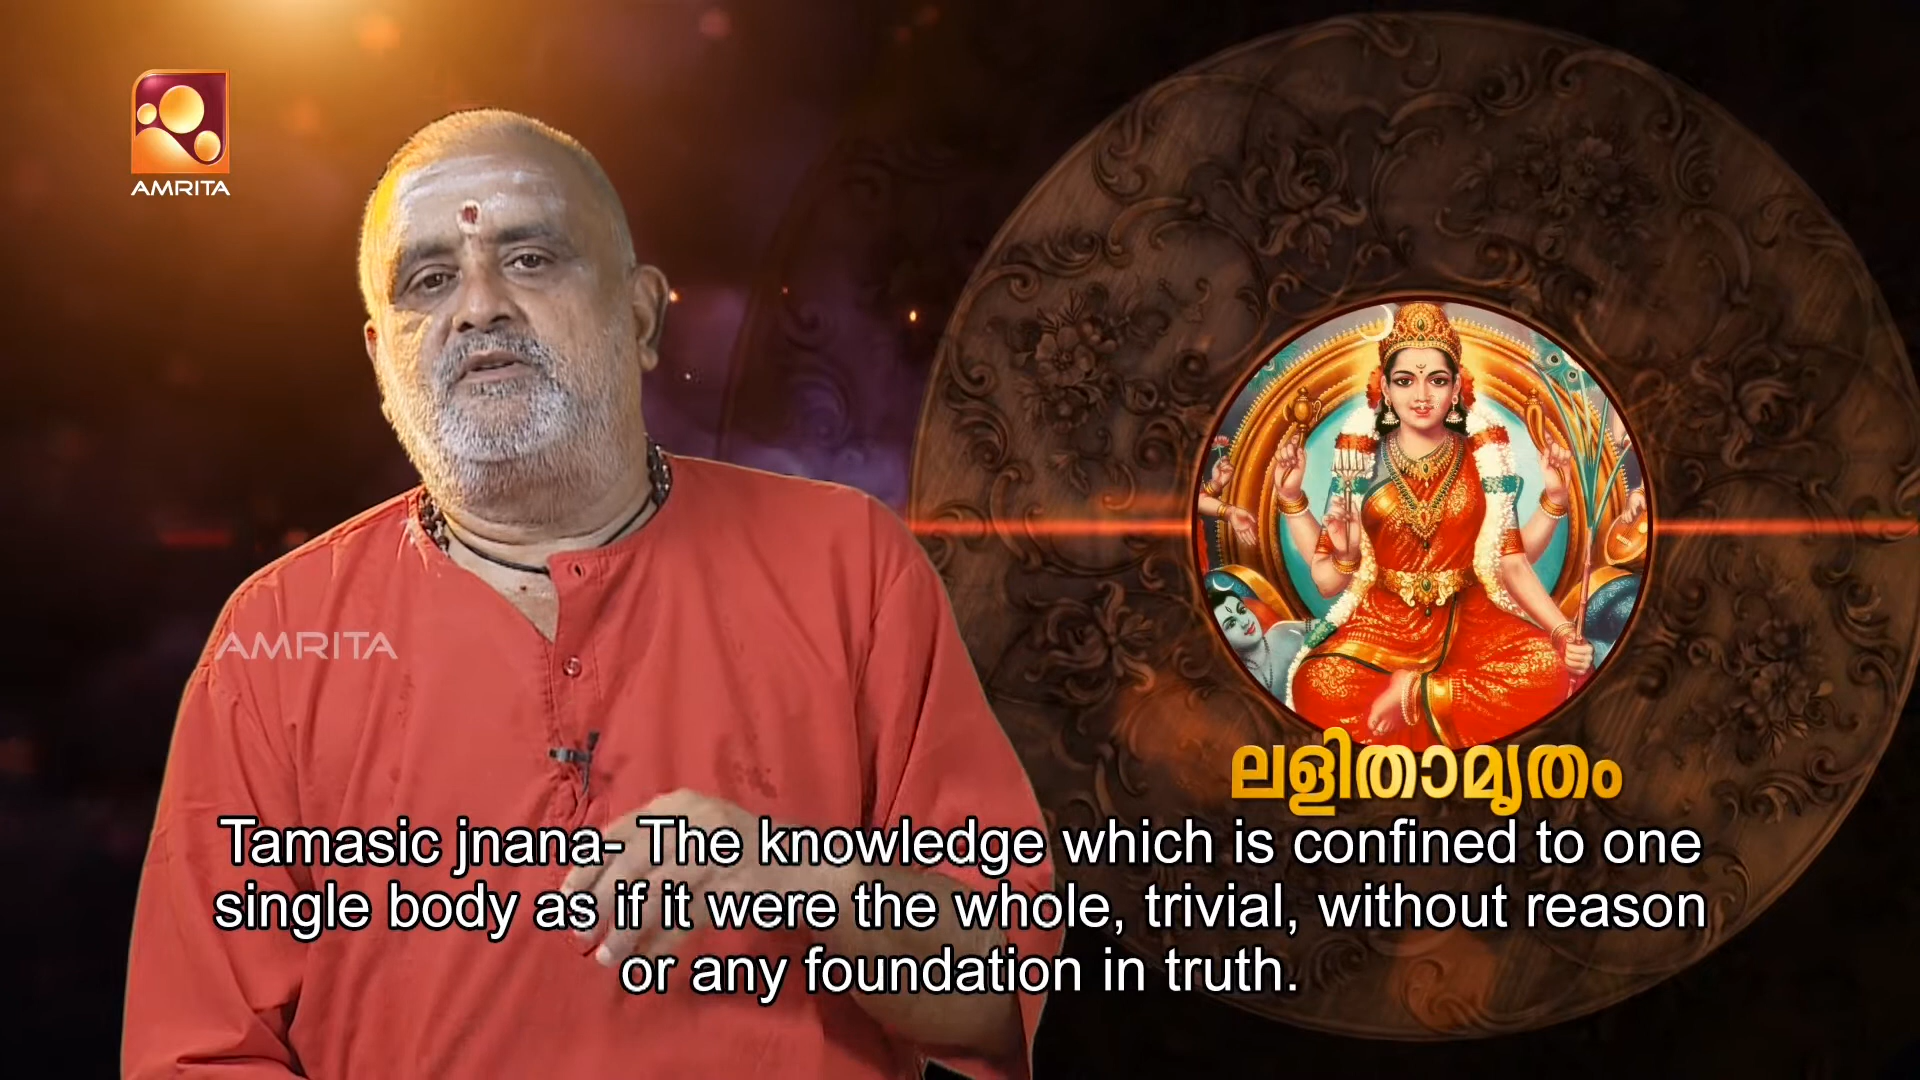 AMRITA
AMRITA
ലളിതാമൃതം
Tamasic jnana- The knowledge which is confined to one
single body as if it were the whole, trivial, without reason
or any foundation in truth.